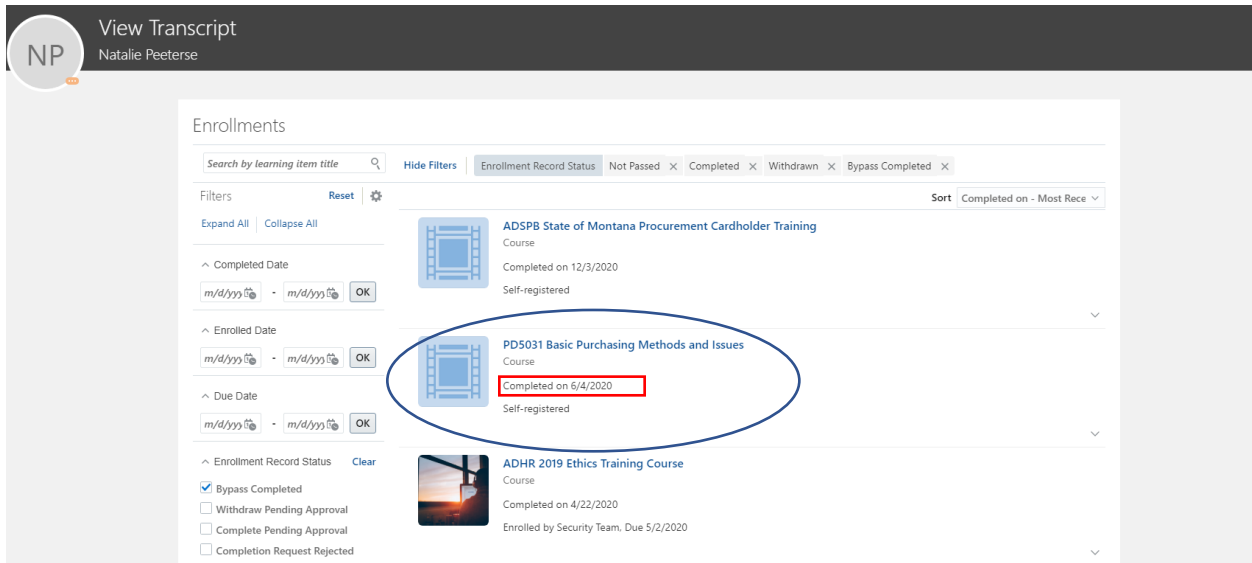 NP
View Transcript
Natalie Peeterse
Enrollments
Search by learning item title
Hide Filters
Enrollment Record Status Not Passed × Completed × Withdrawn × Bypass Completed ×
Filters Reset
Sort Completed on - Most Rece
Expand All Collapse All
Completed Date
m/d/yyy - m/d/yyy OK
Enrolled Date
m/d/yyy - m/d/yyy OK
Due Date
m/d/yyy - m/d/yyy OK
Enrollment Record Status Clear
Bypass Completed
Withdraw Pending Approval
Complete Pending Approval
Completion Request Rejected
ADSPB State of Montana Procurement Cardholder Training
Course
Completed on 12/3/2020
Self-registered
PD5031 Basic Purchasing Methods and Issues
Course
Completed on 6/4/2020
Self-registered
ADHR 2019 Ethics Training Course
Course
Completed on 4/22/2020
Enrolled by Security Team, Due 5/2/2020